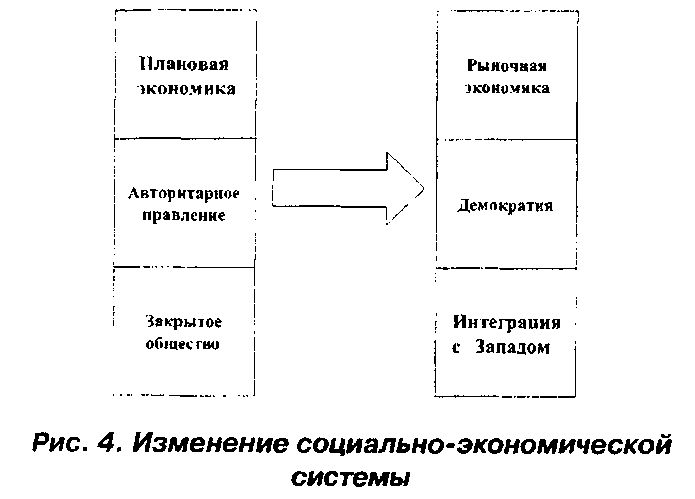 Плановая
экономика
Авторитарное
правление
Закрытое
общество
Рыночная
экономика
Демократия
Интеграция
с Западом
Рис. 4. Изменение социально-экономической
системы